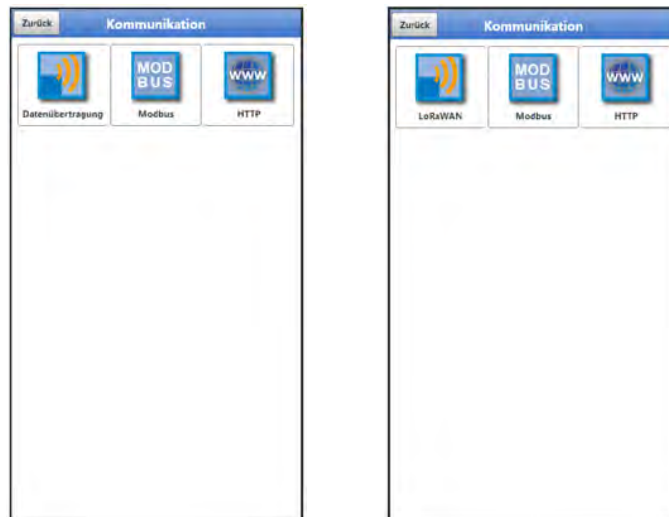 Zurück
Kommunikation
MOD
BUS
WWW
Datenübertragung
Modbus
HTTP
Zurück
Kommunikation
MOD
BUS
WWW
LoRaWAN
Modbus
HTTP